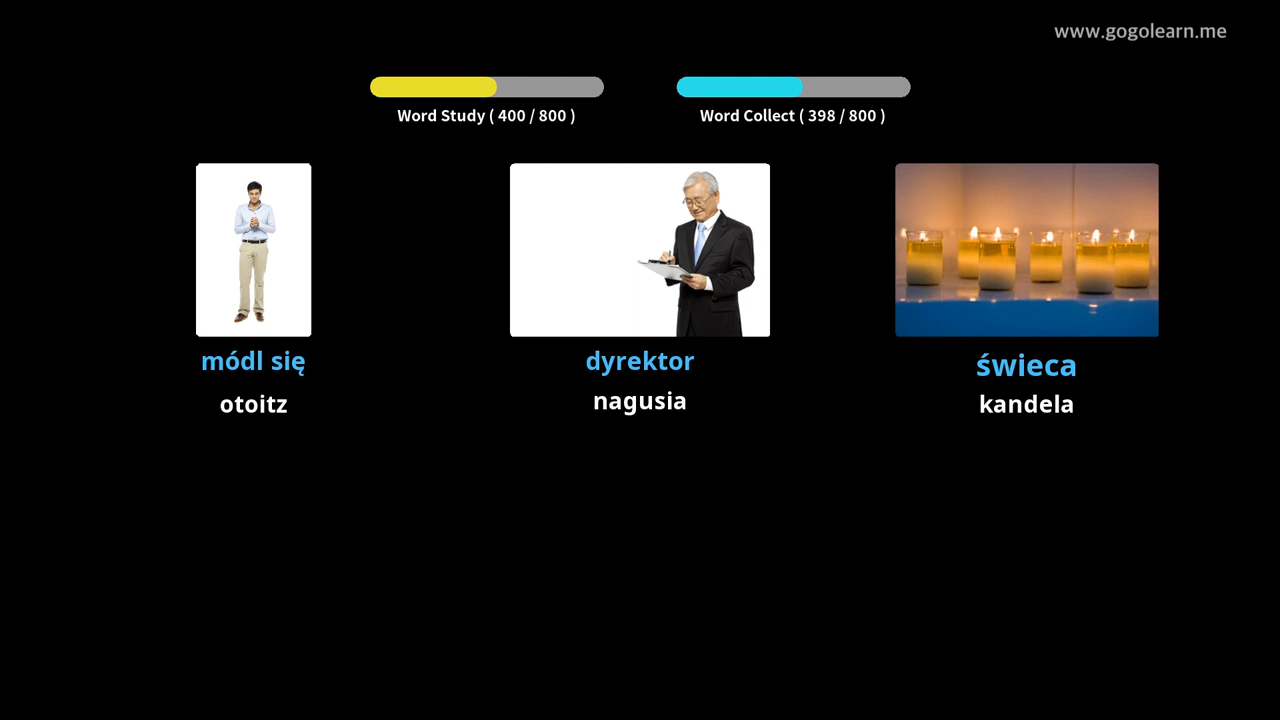 www.gogolearn.me
Word Study ( 400 / 800 )
Word Collect ( 398 / 800 )
módl się
dyrektor
świeca
otoitz
nagusia
kandela